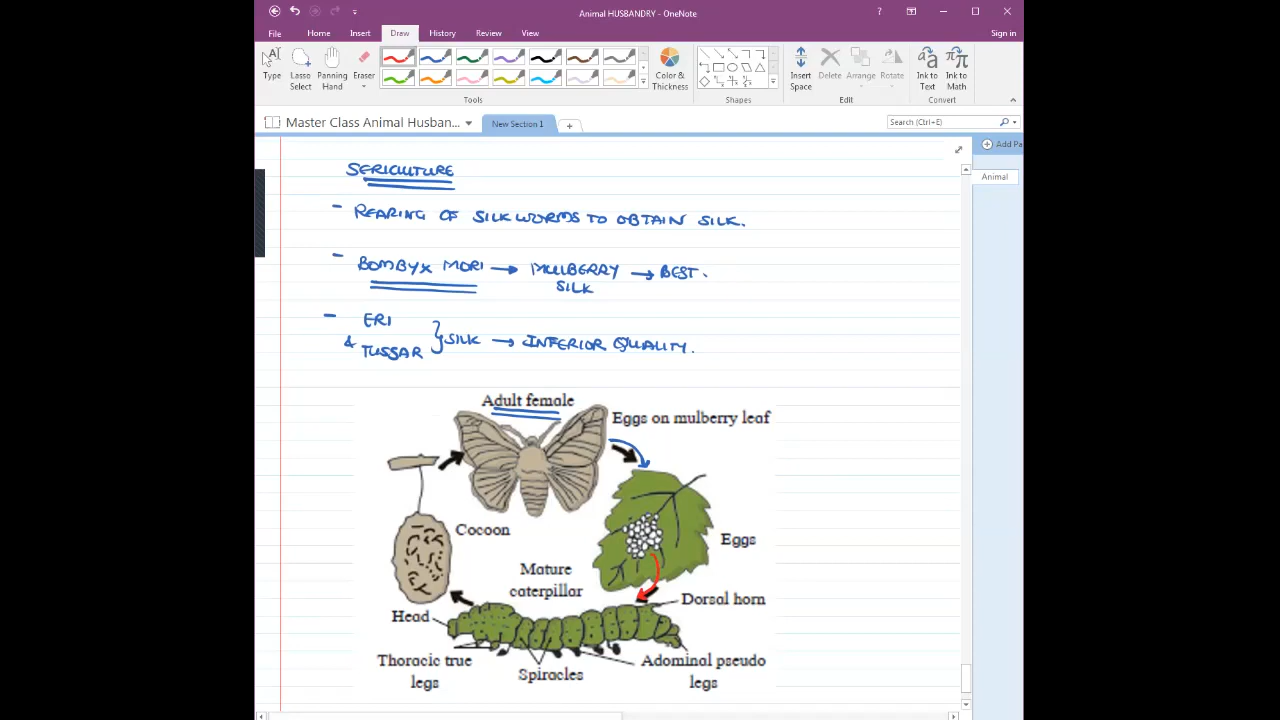 Animal HUSBANDRY - OneNote
?
File Home Insert Draw History Review View Sign in
Type Lasso Select Panning Hand Eraser Color & Thickness Insert Space Delete Arrange Rotate Ink to Text Ink to Math
Tools Shapes Edit Convert
Master Class Animal Husban... New Section 1 + Search (Ctrl+E)
Add Pa
Animal
SERICULTURE
- REARING OF SILKWORMS TO OBTAIN SILK.
- BOMBYX MORI → MULBERRY SILK → BEST.
- ERI & TUSSAR } SILK → INFERIOR QUALITY.
Adult female
Eggs on mulberry leaf
Cocoon
Eggs
Mature
caterpillar
Dorsal horn
Head
Thoracic true
legs
Spiracles
Adominal pseudo
legs